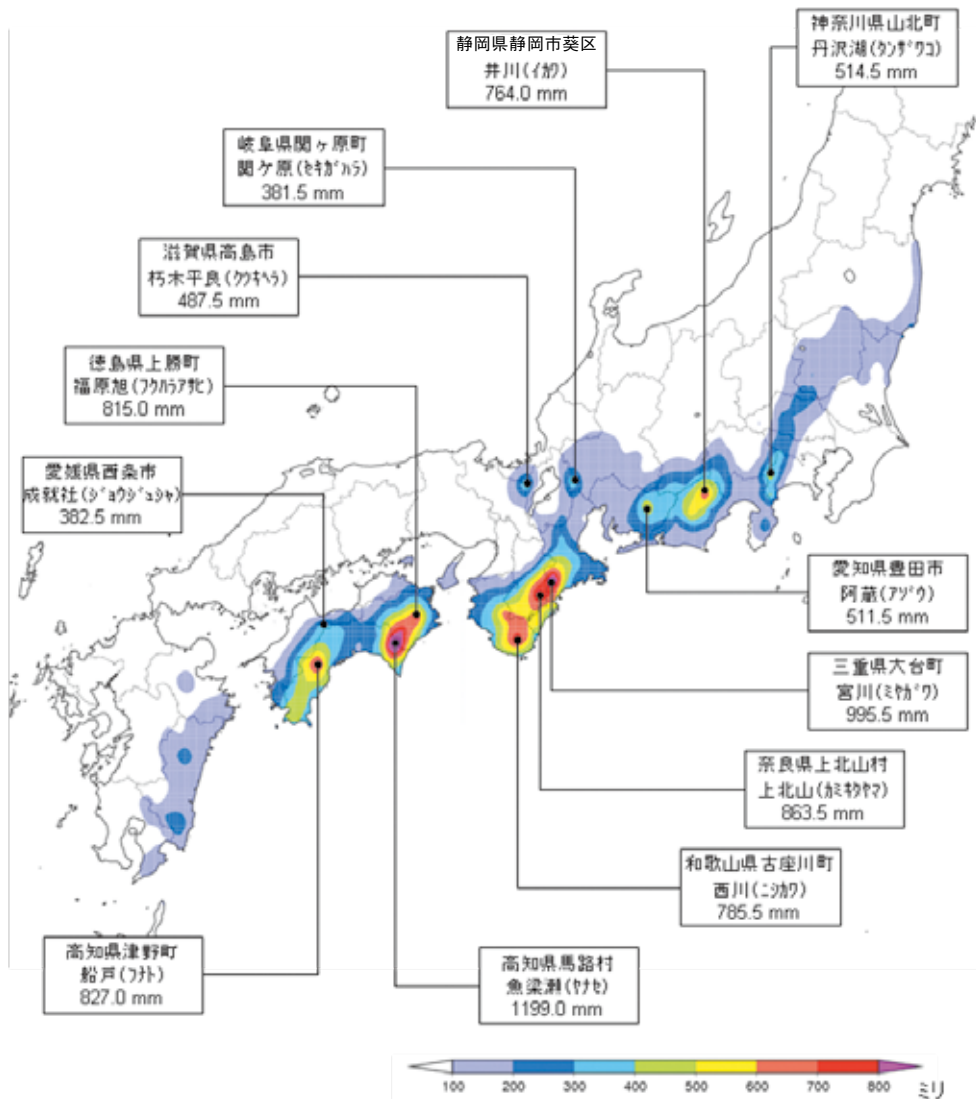 神奈川県山北町
丹沢湖(タンザワコ)
514.5 mm
静岡県静岡市葵区
井川(イカワ)
764.0 mm
岐阜県関ヶ原町
関ケ原(セキガハラ)
381.5 mm
滋賀県高島市
朽木平良(クツキヘラ)
487.5 mm
徳島県上勝町
福原旭(フクハラアサヒ)
815.0 mm
愛媛県西条市
成就社(ジョウジュシャ)
382.5 mm
愛知県豊田市
阿蔵(アゾウ)
511.5 mm
三重県大台町
宮川(ミヤガワ)
995.5 mm
奈良県上北山村
上北山(カミキタヤマ)
863.5 mm
和歌山県古座川町
西川(ニシカワ)
785.5 mm
高知県津野町
船戸(フナト)
827.0 mm
高知県馬路村
魚梁瀬(ヤナセ)
1199.0 mm
100 200 300 400 500 600 700 800 ミリ